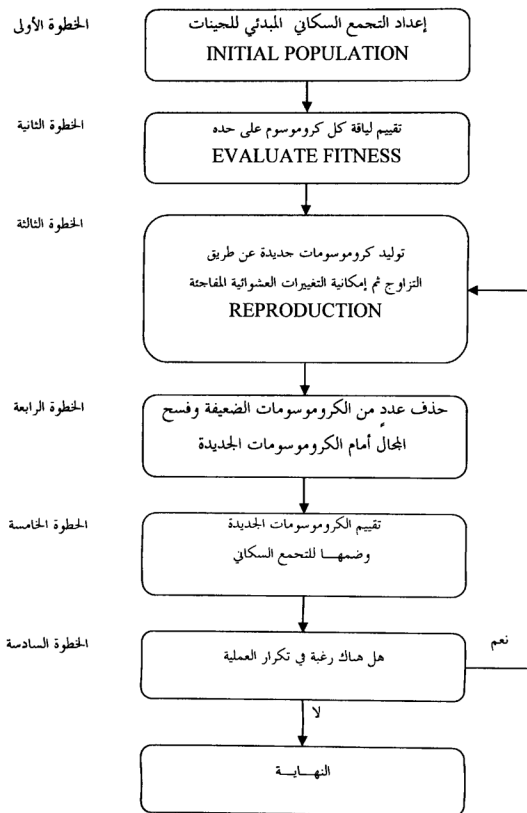 الخطوة الأولى
إعداد التجمع السكاني المبدئي للجينات
INITIAL POPULATION
الخطوة الثانية
تقييم لياقة كل كروموسوم على حده
EVALUATE FITNESS
الخطوة الثالثة
توليد كروموسومات جديدة عن طريق
التزاوج ثم إمكانية التغييرات العشوائية المفاجئة
REPRODUCTION
الخطوة الرابعة
حذف عددٍ من الكروموسومات الضعيفة وفسح
المجال أمام الكروموسومات الجديدة
الخطوة الخامسة
تقييم الكروموسومات الجديدة
وضمهـــا للتجمع السكاني
الخطوة السادسة
هل هناك رغبة في تكرار العملية
نعم
لا
النهـــايـــة